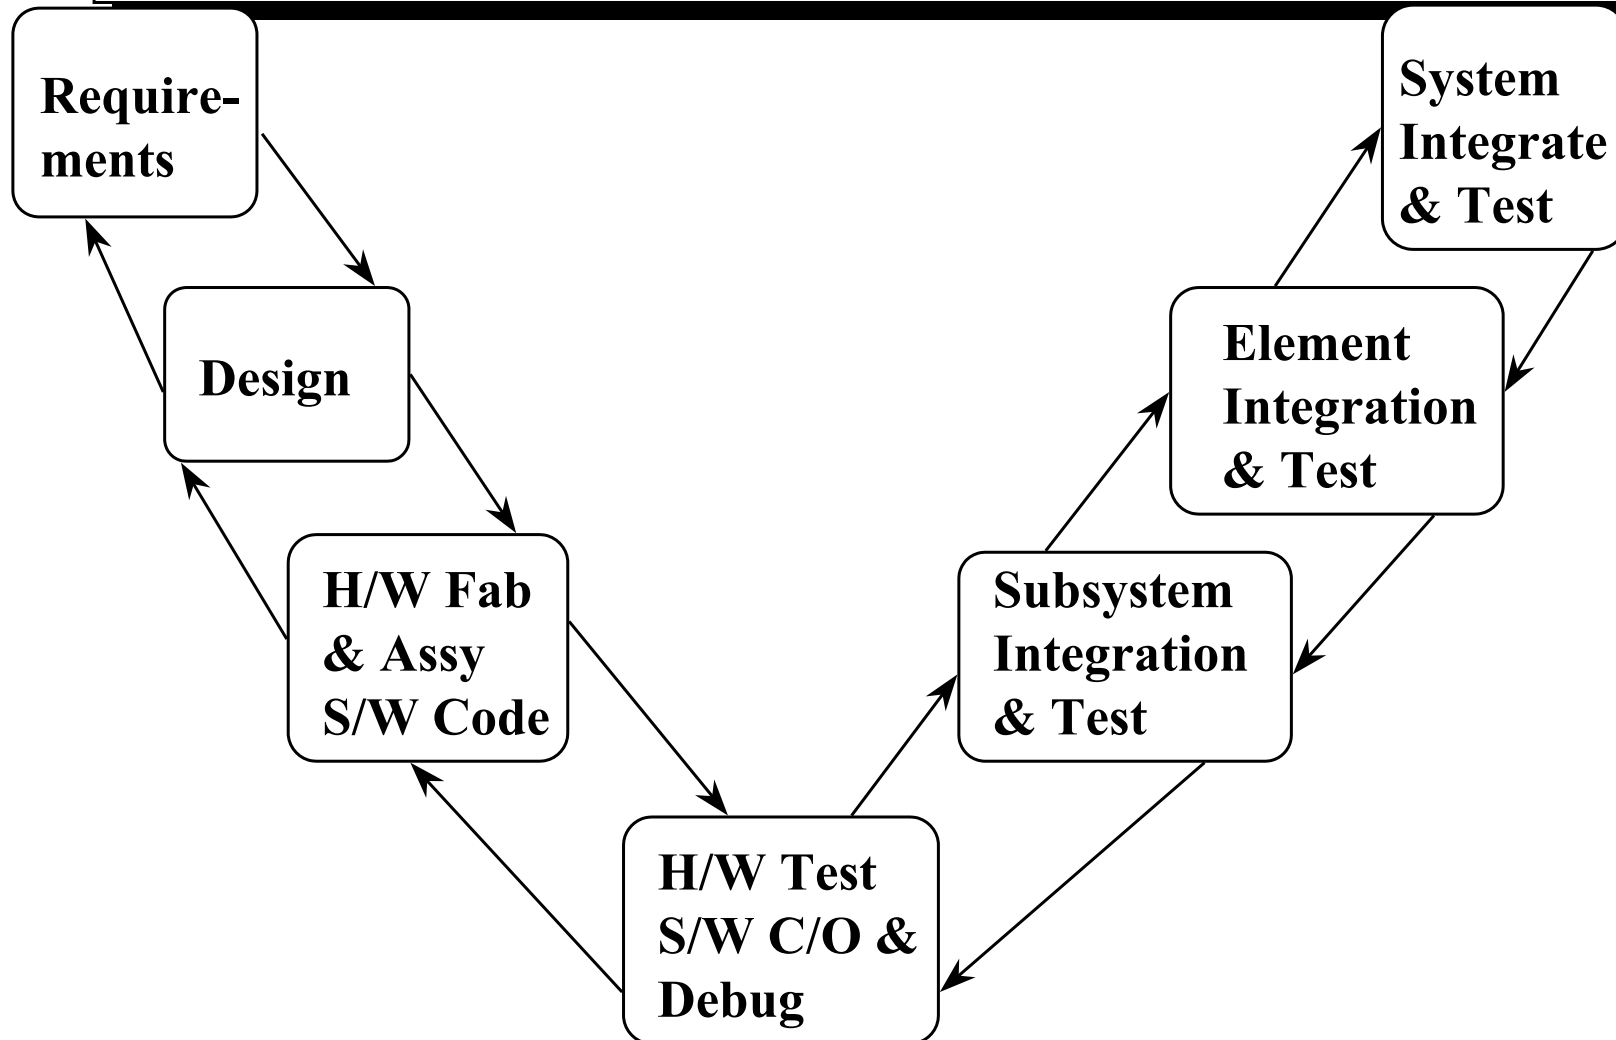 Require-
ments
Design
H/W Fab
& Assy
S/W Code
H/W Test
S/W C/O &
Debug
Subsystem
Integration
& Test
Element
Integration
& Test
System
Integrate
& Test